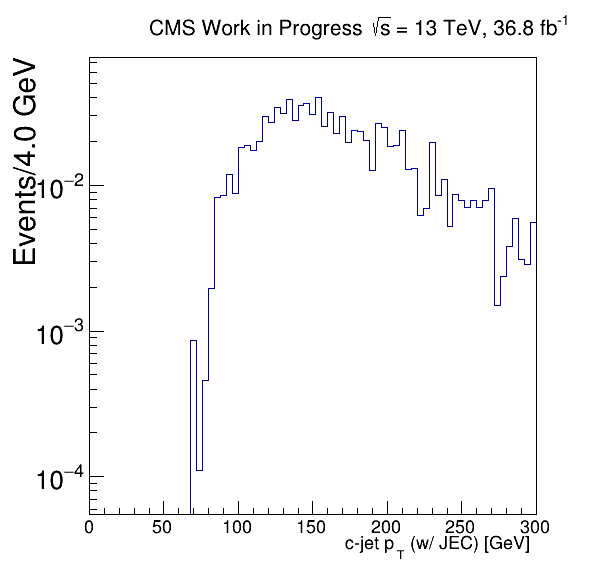 CMS Work in Progress √s = 13 TeV, 36.8 fb⁻¹
Events/4.0 GeV
10⁻²
10⁻³
10⁻⁴
0 50 100 150 200 250 300
c-jet p_T (w/ JEC) [GeV]